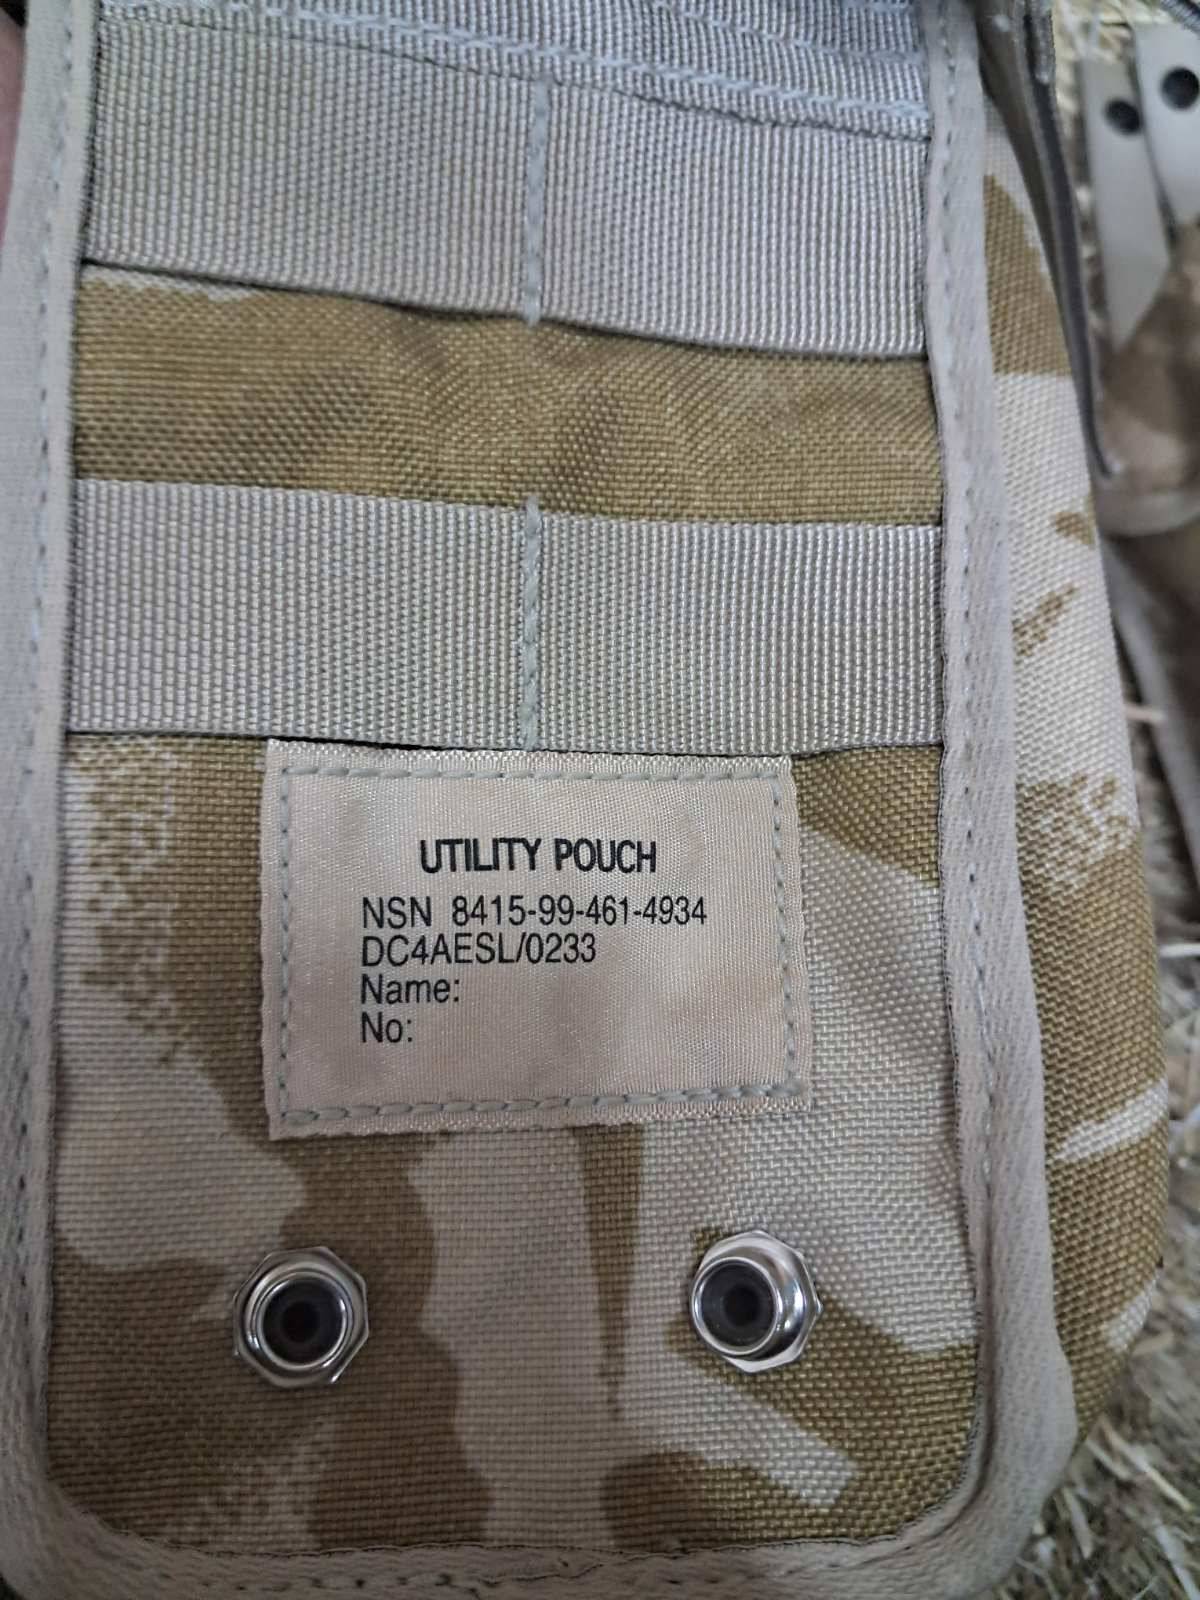 UTILITY POUCH
NSN 8415-99-461-4934
DC4AESL/0233
Name:
No: